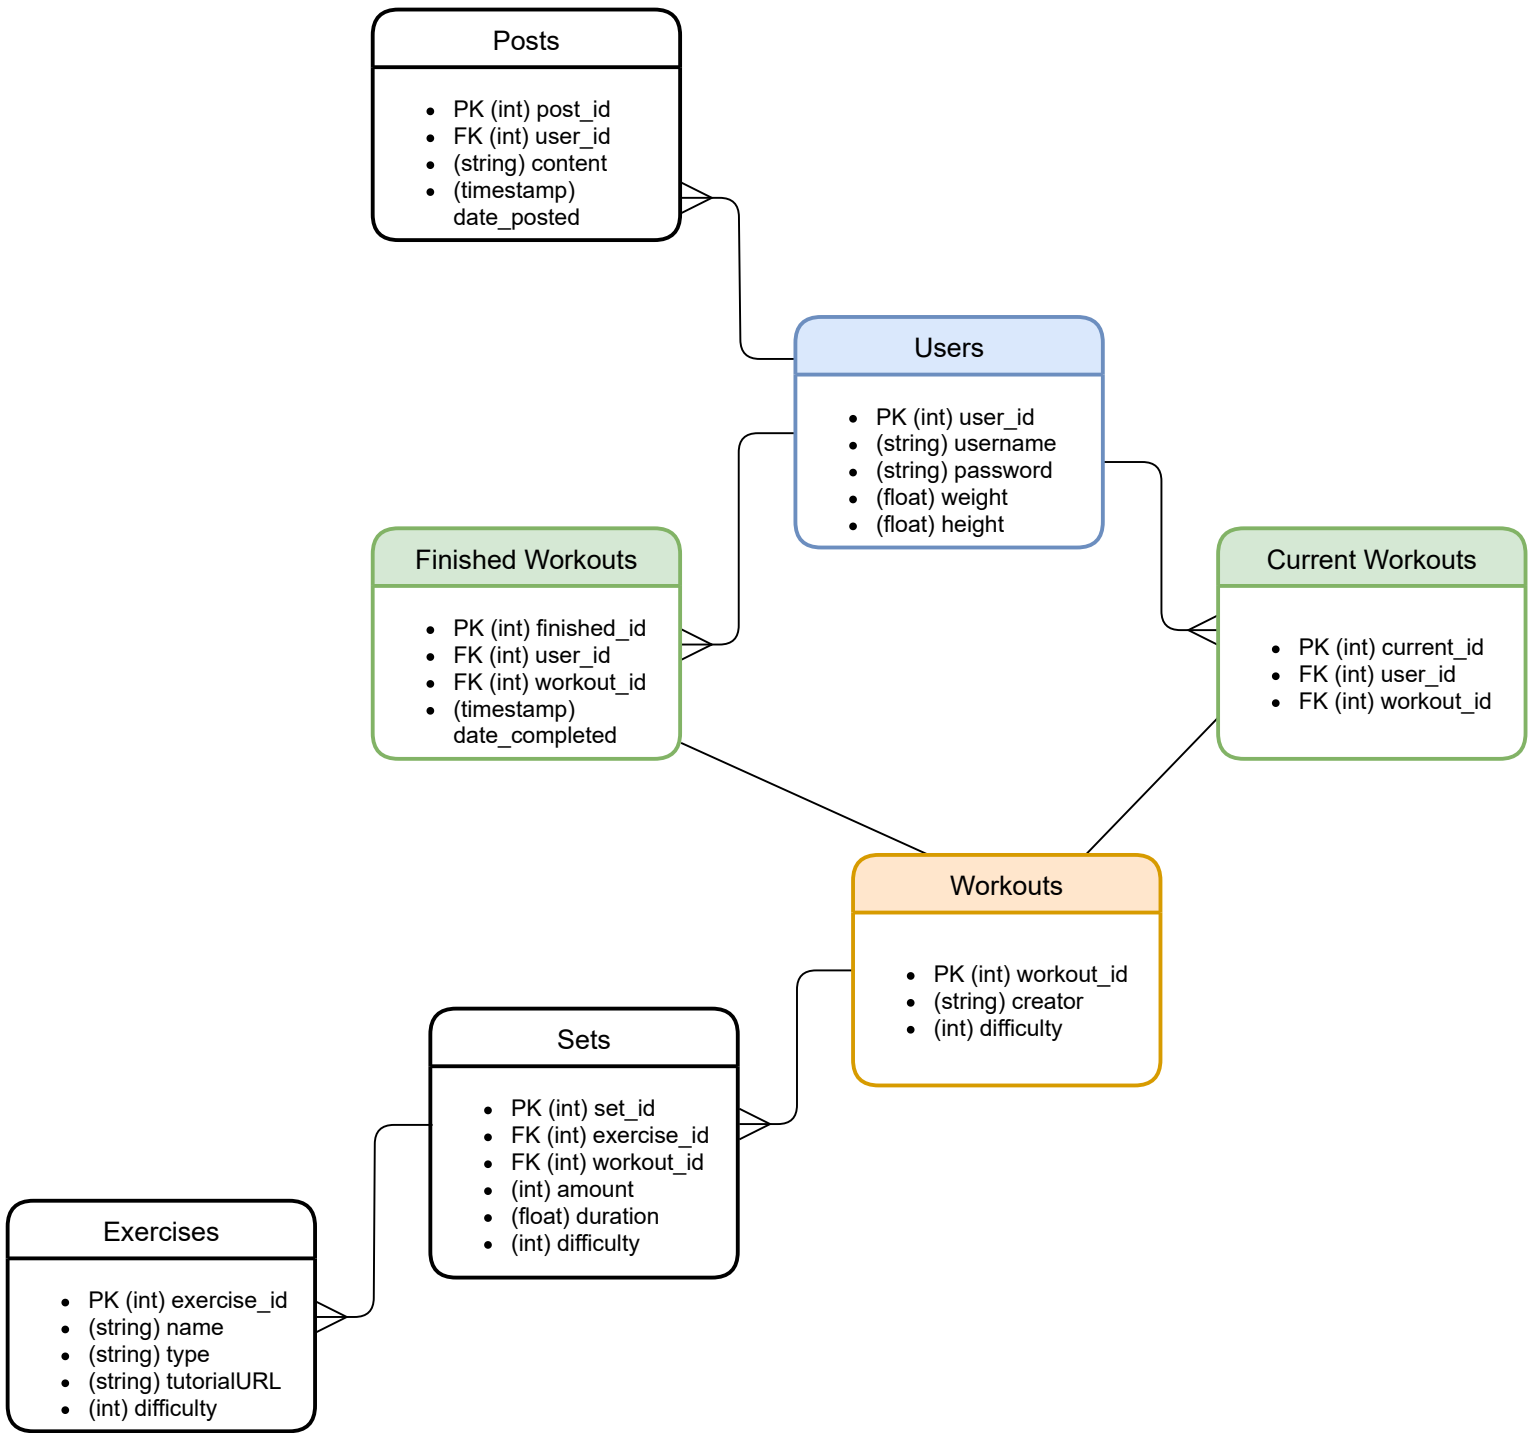 Posts
PK (int) post_id
FK (int) user_id
(string) content
(timestamp)
date_posted
Users
PK (int) user_id
(string) username
(string) password
(float) weight
(float) height
Finished Workouts
PK (int) finished_id
FK (int) user_id
FK (int) workout_id
(timestamp)
date_completed
Current Workouts
PK (int) current_id
FK (int) user_id
FK (int) workout_id
Workouts
PK (int) workout_id
(string) creator
(int) difficulty
Sets
PK (int) set_id
FK (int) exercise_id
FK (int) workout_id
(int) amount
(float) duration
(int) difficulty
Exercises
PK (int) exercise_id
(string) name
(string) type
(string) tutorialURL
(int) difficulty